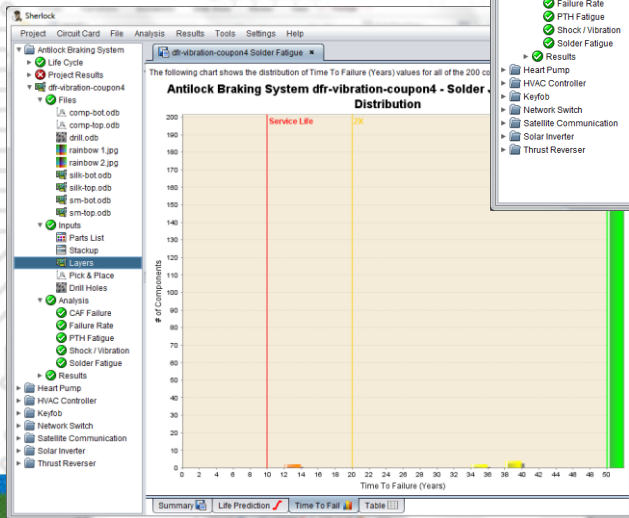 Sherlock
Project Circuit Card File Analysis Results Tools Settings Help
Antilock Braking System
Life Cycle
Project Results
dfr-vibration-coupon4
Files
comp-bot.odb
comp-top.odb
drill.odb
rainbow 1.jpg
rainbow 2.jpg
silk-bot.odb
silk-top.odb
sm-bot.odb
sm-top.odb
Inputs
Parts List
Stackup
Layers
Pick & Place
Drill Holes
Analysis
CAF Failure
Failure Rate
PTH Fatigue
Shock / Vibration
Solder Fatigue
Results
Heart Pump
HVAC Controller
Keyfob
Network Switch
Satellite Communication
Solar Inverter
Thrust Reverser
dfr-vibration-coupon4 Solder Fatigue
The following chart shows the distribution of Time To Failure (Years) values for all of the 200 co
Antilock Braking System dfr-vibration-coupon4 - Solder
Distribution
Service Life
2X
# of Components
200
190
180
170
160
150
140
130
120
110
100
90
80
70
60
50
40
30
20
10
0
0 2 4 6 8 10 12 14 16 18 20 22 24 26 28 30 32 34 36 38 40 42 44 46 48 50
Time To Failure (Years)
Summary Life Prediction Time To Fail Table
Failure Rate
PTH Fatigue
Shock / Vibration
Solder Fatigue
Results
Heart Pump
HVAC Controller
Keyfob
Network Switch
Satellite Communication
Solar Inverter
Thrust Reverser